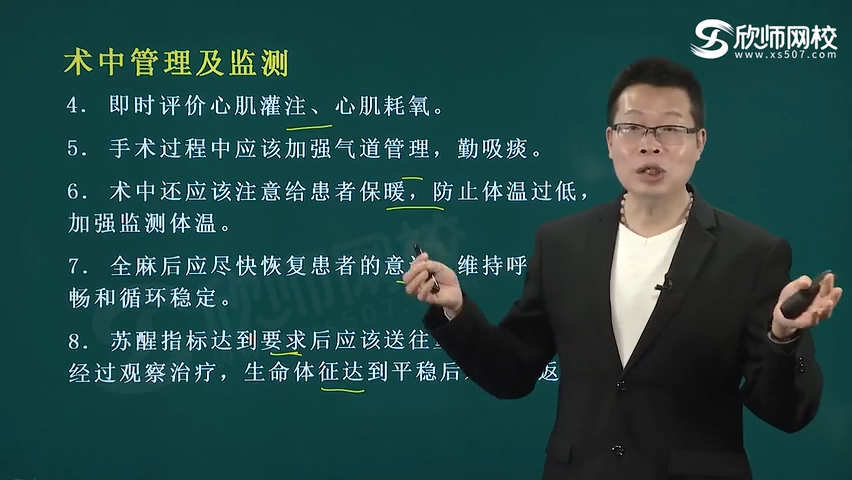 欣师网校
www.xs507.com
术中管理及监测
4. 即时评价心肌灌注、心肌耗氧。
5. 手术过程中应该加强气道管理，勤吸痰。
6. 术中还应该注意给患者保暖，防止体温过低，
加强监测体温。
7. 全麻后应尽快恢复患者的意 维持呼
畅和循环稳定。
8. 苏醒指标达到要求后应该送往
经过观察治疗，生命体征达到平稳后 返